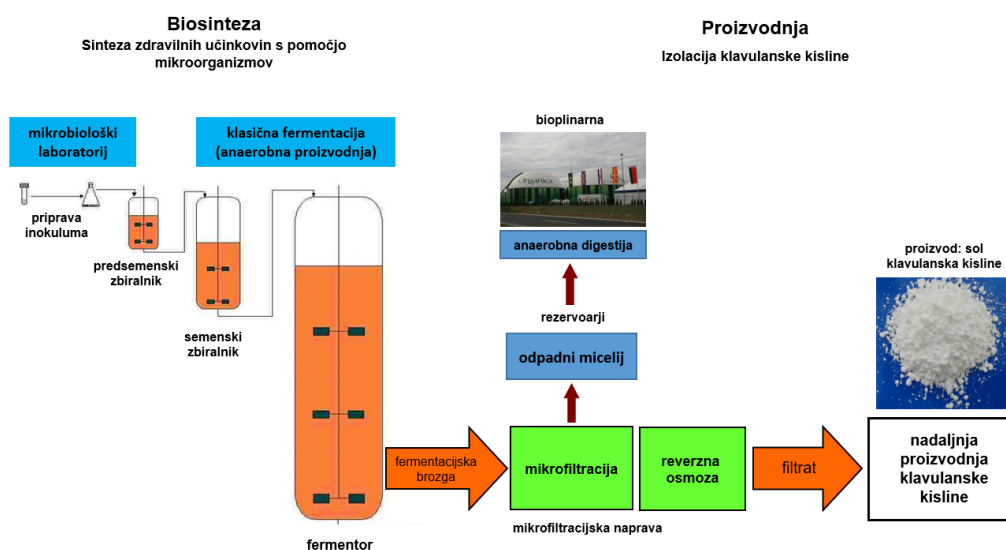 Biosinteza
Sinteza zdravilnih učinkovin s pomočjo
mikroorganizmov
Proizvodnja
Izolacija klavulanske kisline
mikrobiološki
laboratorij
klasična fermentacija
(anaerobna proizvodnja)
priprava
inokuluma
predsemenski
zbiralnik
semenski
zbiralnik
fermentor
fermentacijska
brozga
bioplinarna
Organica
anaerobna digestija
rezervoarji
odpadni micelij
mikrofiltracija
reverzna
osmoza
mikrofiltracijska naprava
filtrat
proizvod: sol
klavulanska kisline
nadaljnja
proizvodnja
klavulanske
kisline